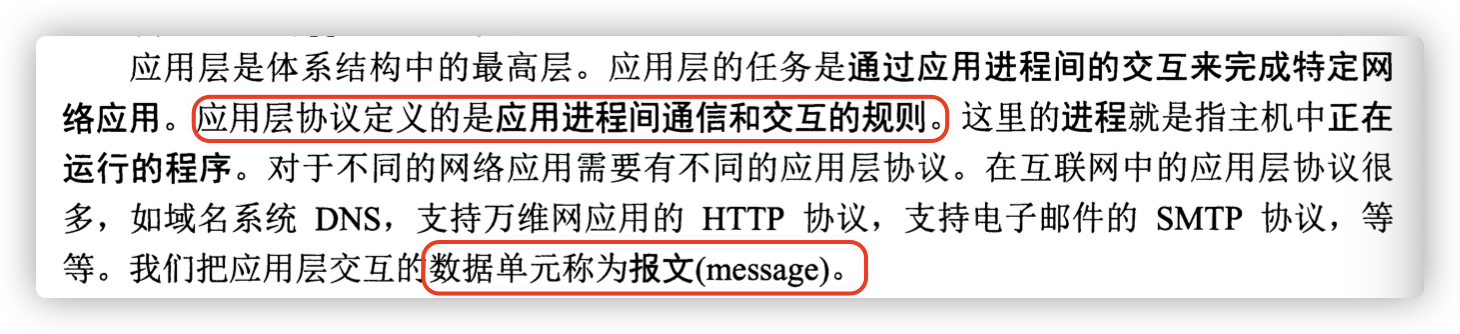 应用层是体系结构中的最高层。应用层的任务是通过应用进程间的交互来完成特定网
络应用。应用层协议定义的是应用进程间通信和交互的规则。这里的进程就是指主机中正在
运行的程序。对于不同的网络应用需要有不同的应用层协议。在互联网中的应用层协议很
多，如域名系统 DNS，支持万维网应用的 HTTP 协议，支持电子邮件的 SMTP 协议，等
等。我们把应用层交互的数据单元称为报文(message)。